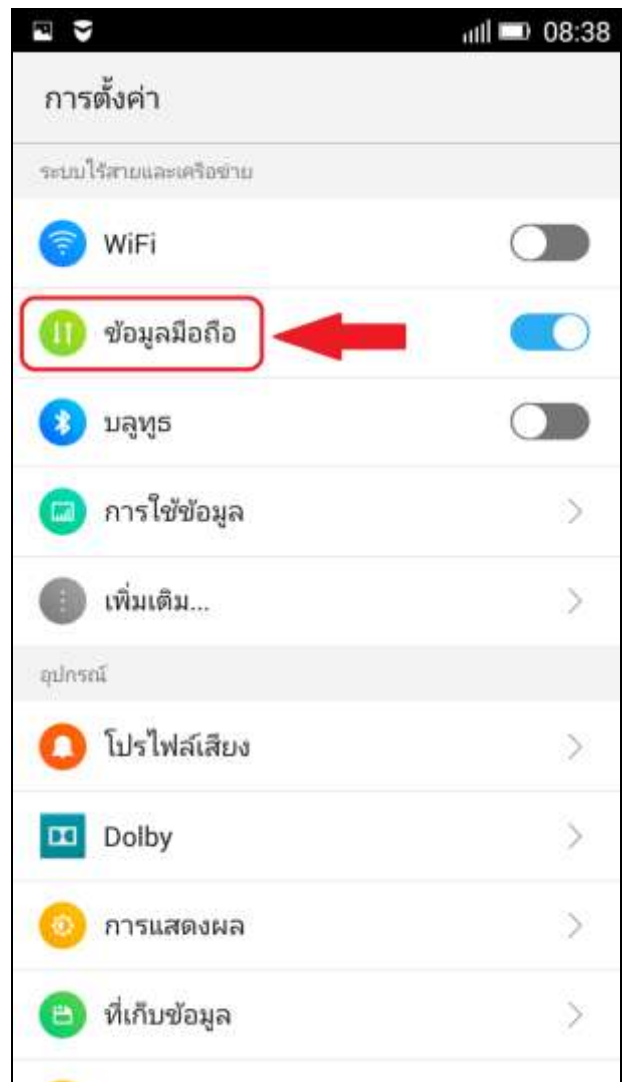 08:38
การตั้งค่า
ระบบไร้สายและเครือข่าย
WiFi
ข้อมูลมือถือ
บลูทูธ
การใช้ข้อมูล
เพิ่มเติม...
อุปกรณ์
โปรไฟล์เสียง
Dolby
การแสดงผล
ที่เก็บข้อมูล